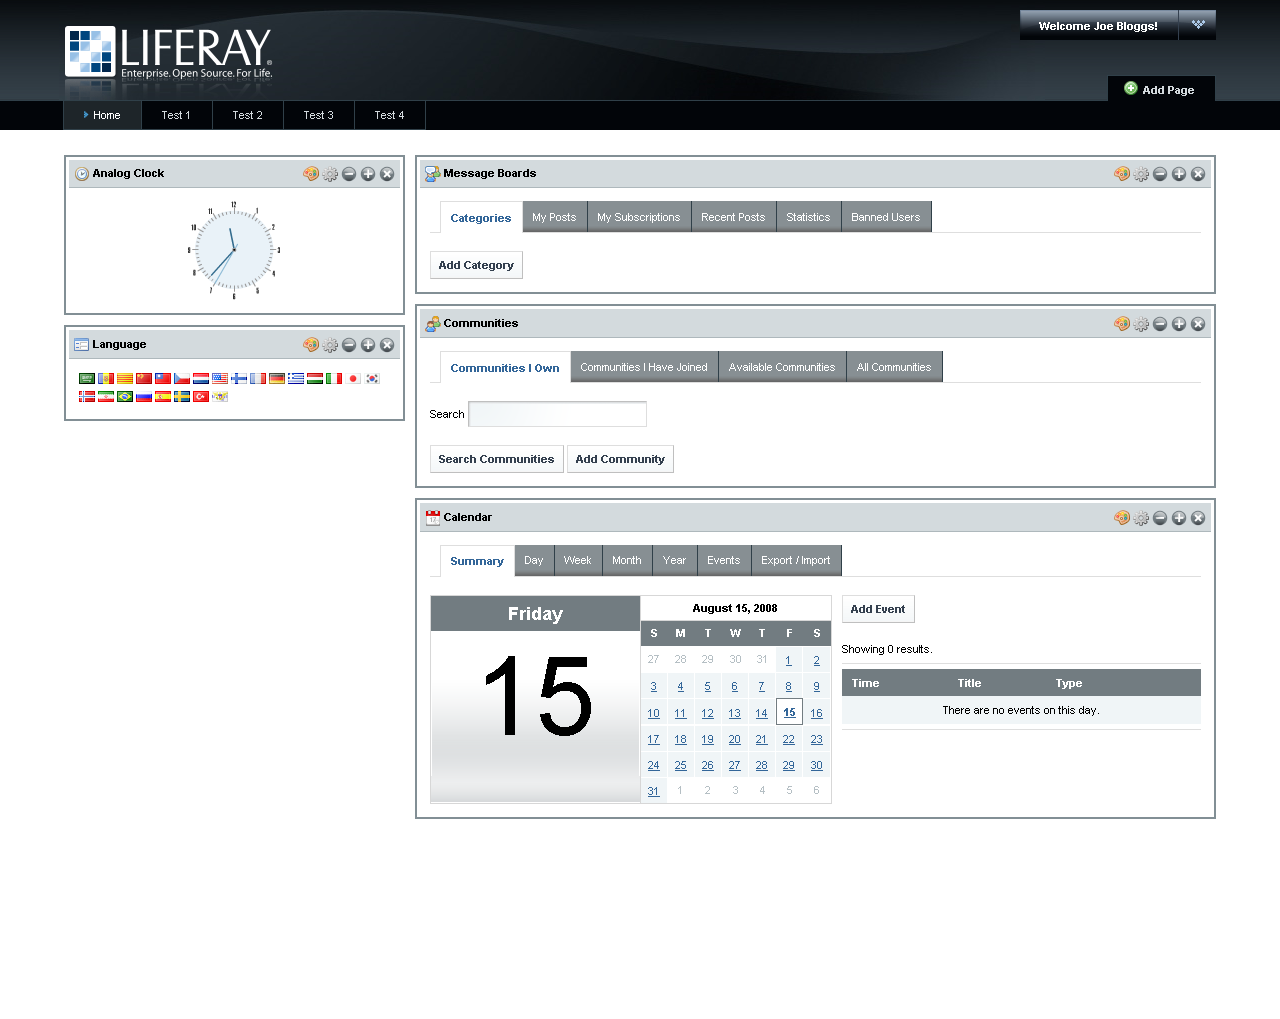 LIFERAY®
Enterprise. Open Source. For Life.
Welcome Joe Bloggs!
Add Page
Home Test 1 Test 2 Test 3 Test 4
Analog Clock
12 1 2 3 4 5 6 7 8 9 10 11
Language
Message Boards
Categories My Posts My Subscriptions Recent Posts Statistics Banned Users
Add Category
Communities
Communities I Own Communities I Have Joined Available Communities All Communities
Search
Search Communities Add Community
Calendar
Summary Day Week Month Year Events Export / Import
Friday
15
August 15, 2008
S M T W T F S
27 28 29 30 31 1 2
3 4 5 6 7 8 9
10 11 12 13 14 15 16
17 18 19 20 21 22 23
24 25 26 27 28 29 30
31 1 2 3 4 5 6
Add Event
Showing 0 results.
Time Title Type
There are no events on this day.